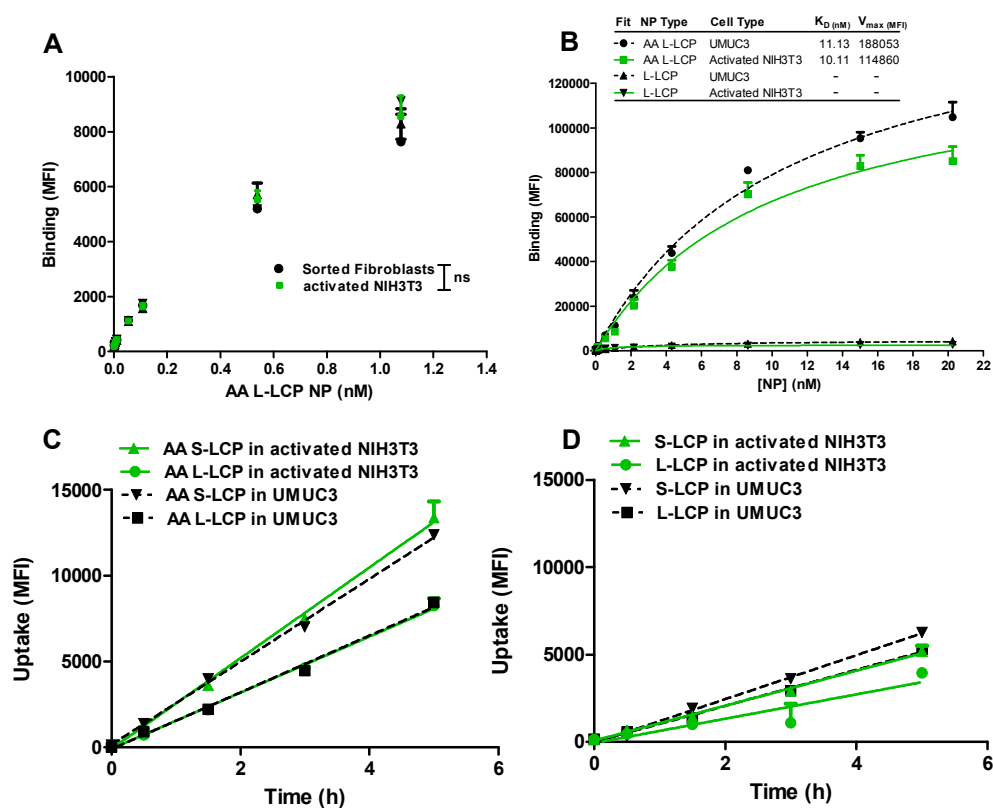 A
Binding (MFI)
10000
8000
6000
4000
2000
0
0.0 0.2 0.4 0.6 0.8 1.0 1.2 1.4
AA L-LCP NP (nM)
Sorted Fibroblasts
activated NIH3T3
ns
B
Fit NP Type Cell Type KD (nM) Vmax (MFI)
AA L-LCP UMUC3 11.13 188053
AA L-LCP Activated NIH3T3 10.11 114860
L-LCP UMUC3 – –
L-LCP Activated NIH3T3 – –
Binding (MFI)
120000
100000
80000
60000
40000
20000
0
0 2 4 6 8 10 12 14 16 18 20 22
[NP] (nM)
C
AA S-LCP in activated NIH3T3
AA L-LCP in activated NIH3T3
AA S-LCP in UMUC3
AA L-LCP in UMUC3
Uptake (MFI)
15000
10000
5000
0
0 2 4 6
Time (h)
D
S-LCP in activated NIH3T3
L-LCP in activated NIH3T3
S-LCP in UMUC3
L-LCP in UMUC3
Uptake (MFI)
15000
10000
5000
0
0 2 4 6
Time (h)